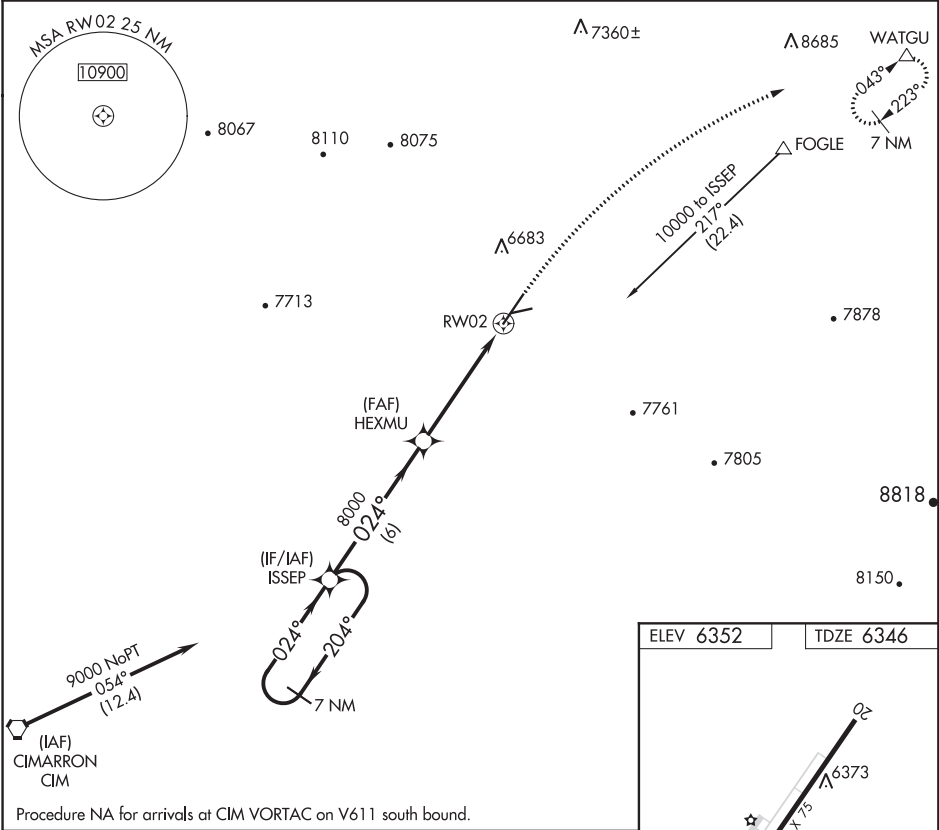 MSA RW02 25 NM
10900
7360±
8685
WATGU
043°
223°
7 NM
8067
8110
8075
FOGLE
10000 to ISSEP
217°
(22.4)
6683
7713
RW02
7878
(FAF)
HEXMU
7761
7805
8818
8000
024°
(6)
(IF/IAF)
ISSEP
8150
024°
204°
7 NM
9000 NoPT
054°
(12.4)
(IAF)
CIMARRON
CIM
ELEV 6352
TDZE 6346
20
6373
X 75
Procedure NA for arrivals at CIM VORTAC on V611 south bound.